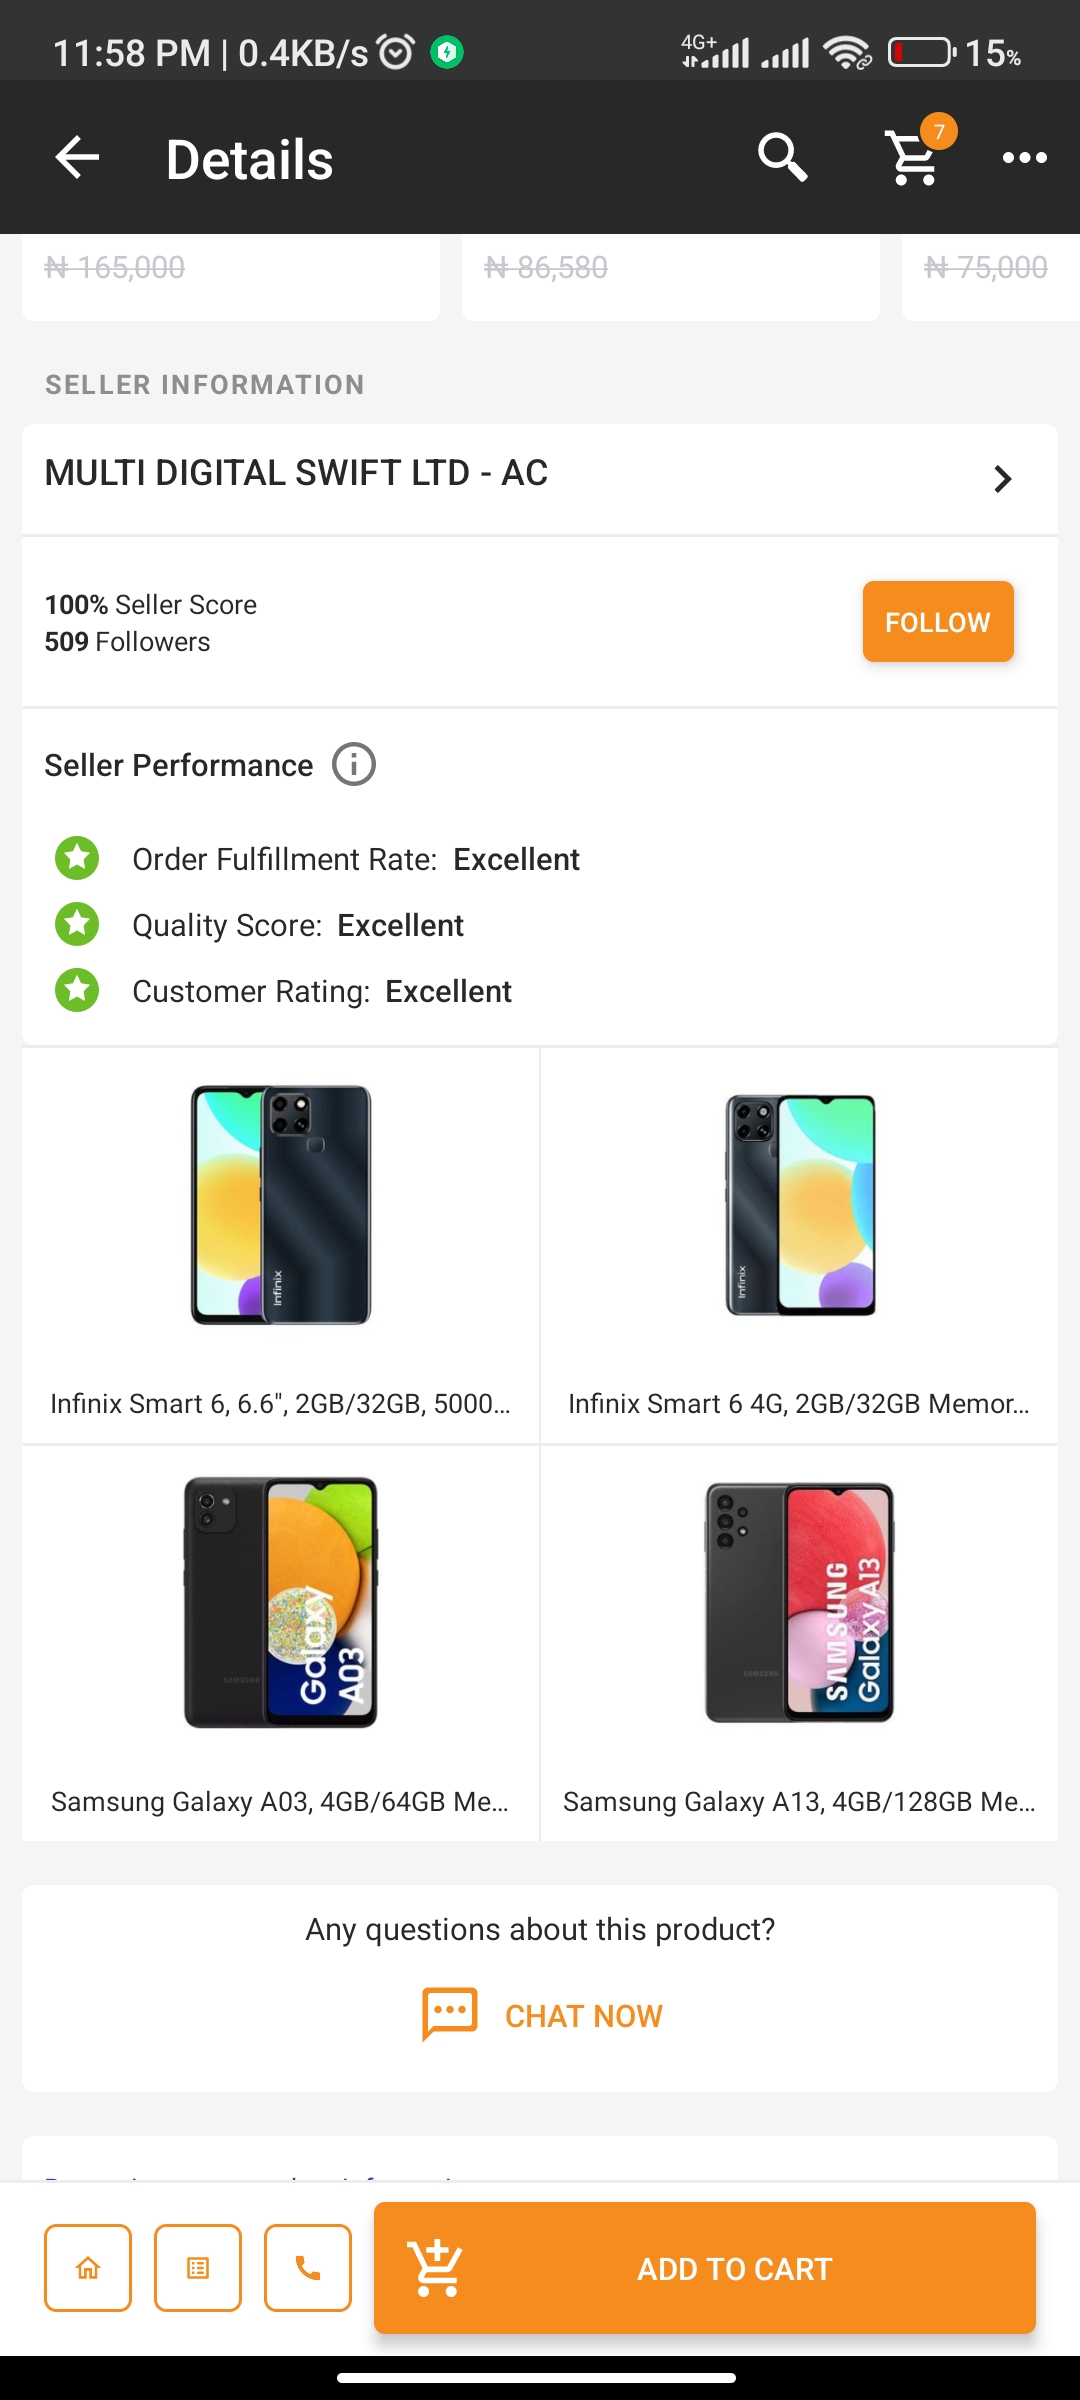 11:58 PM | 0.4KB/s
4G+
15%
Details
7
₦ 165,000
₦ 86,580
₦ 75,000
SELLER INFORMATION
MULTI DIGITAL SWIFT LTD - AC
100% Seller Score
509 Followers
FOLLOW
Seller Performance
Order Fulfillment Rate: Excellent
Quality Score: Excellent
Customer Rating: Excellent
Infinix
Infinix
Infinix Smart 6, 6.6", 2GB/32GB, 5000...
Infinix Smart 6 4G, 2GB/32GB Memor...
SAMSUNG
Galaxy
A03
SAMSUNG
SAMSUNG
Galaxy A13
Samsung Galaxy A03, 4GB/64GB Me...
Samsung Galaxy A13, 4GB/128GB Me...
Any questions about this product?
CHAT NOW
ADD TO CART